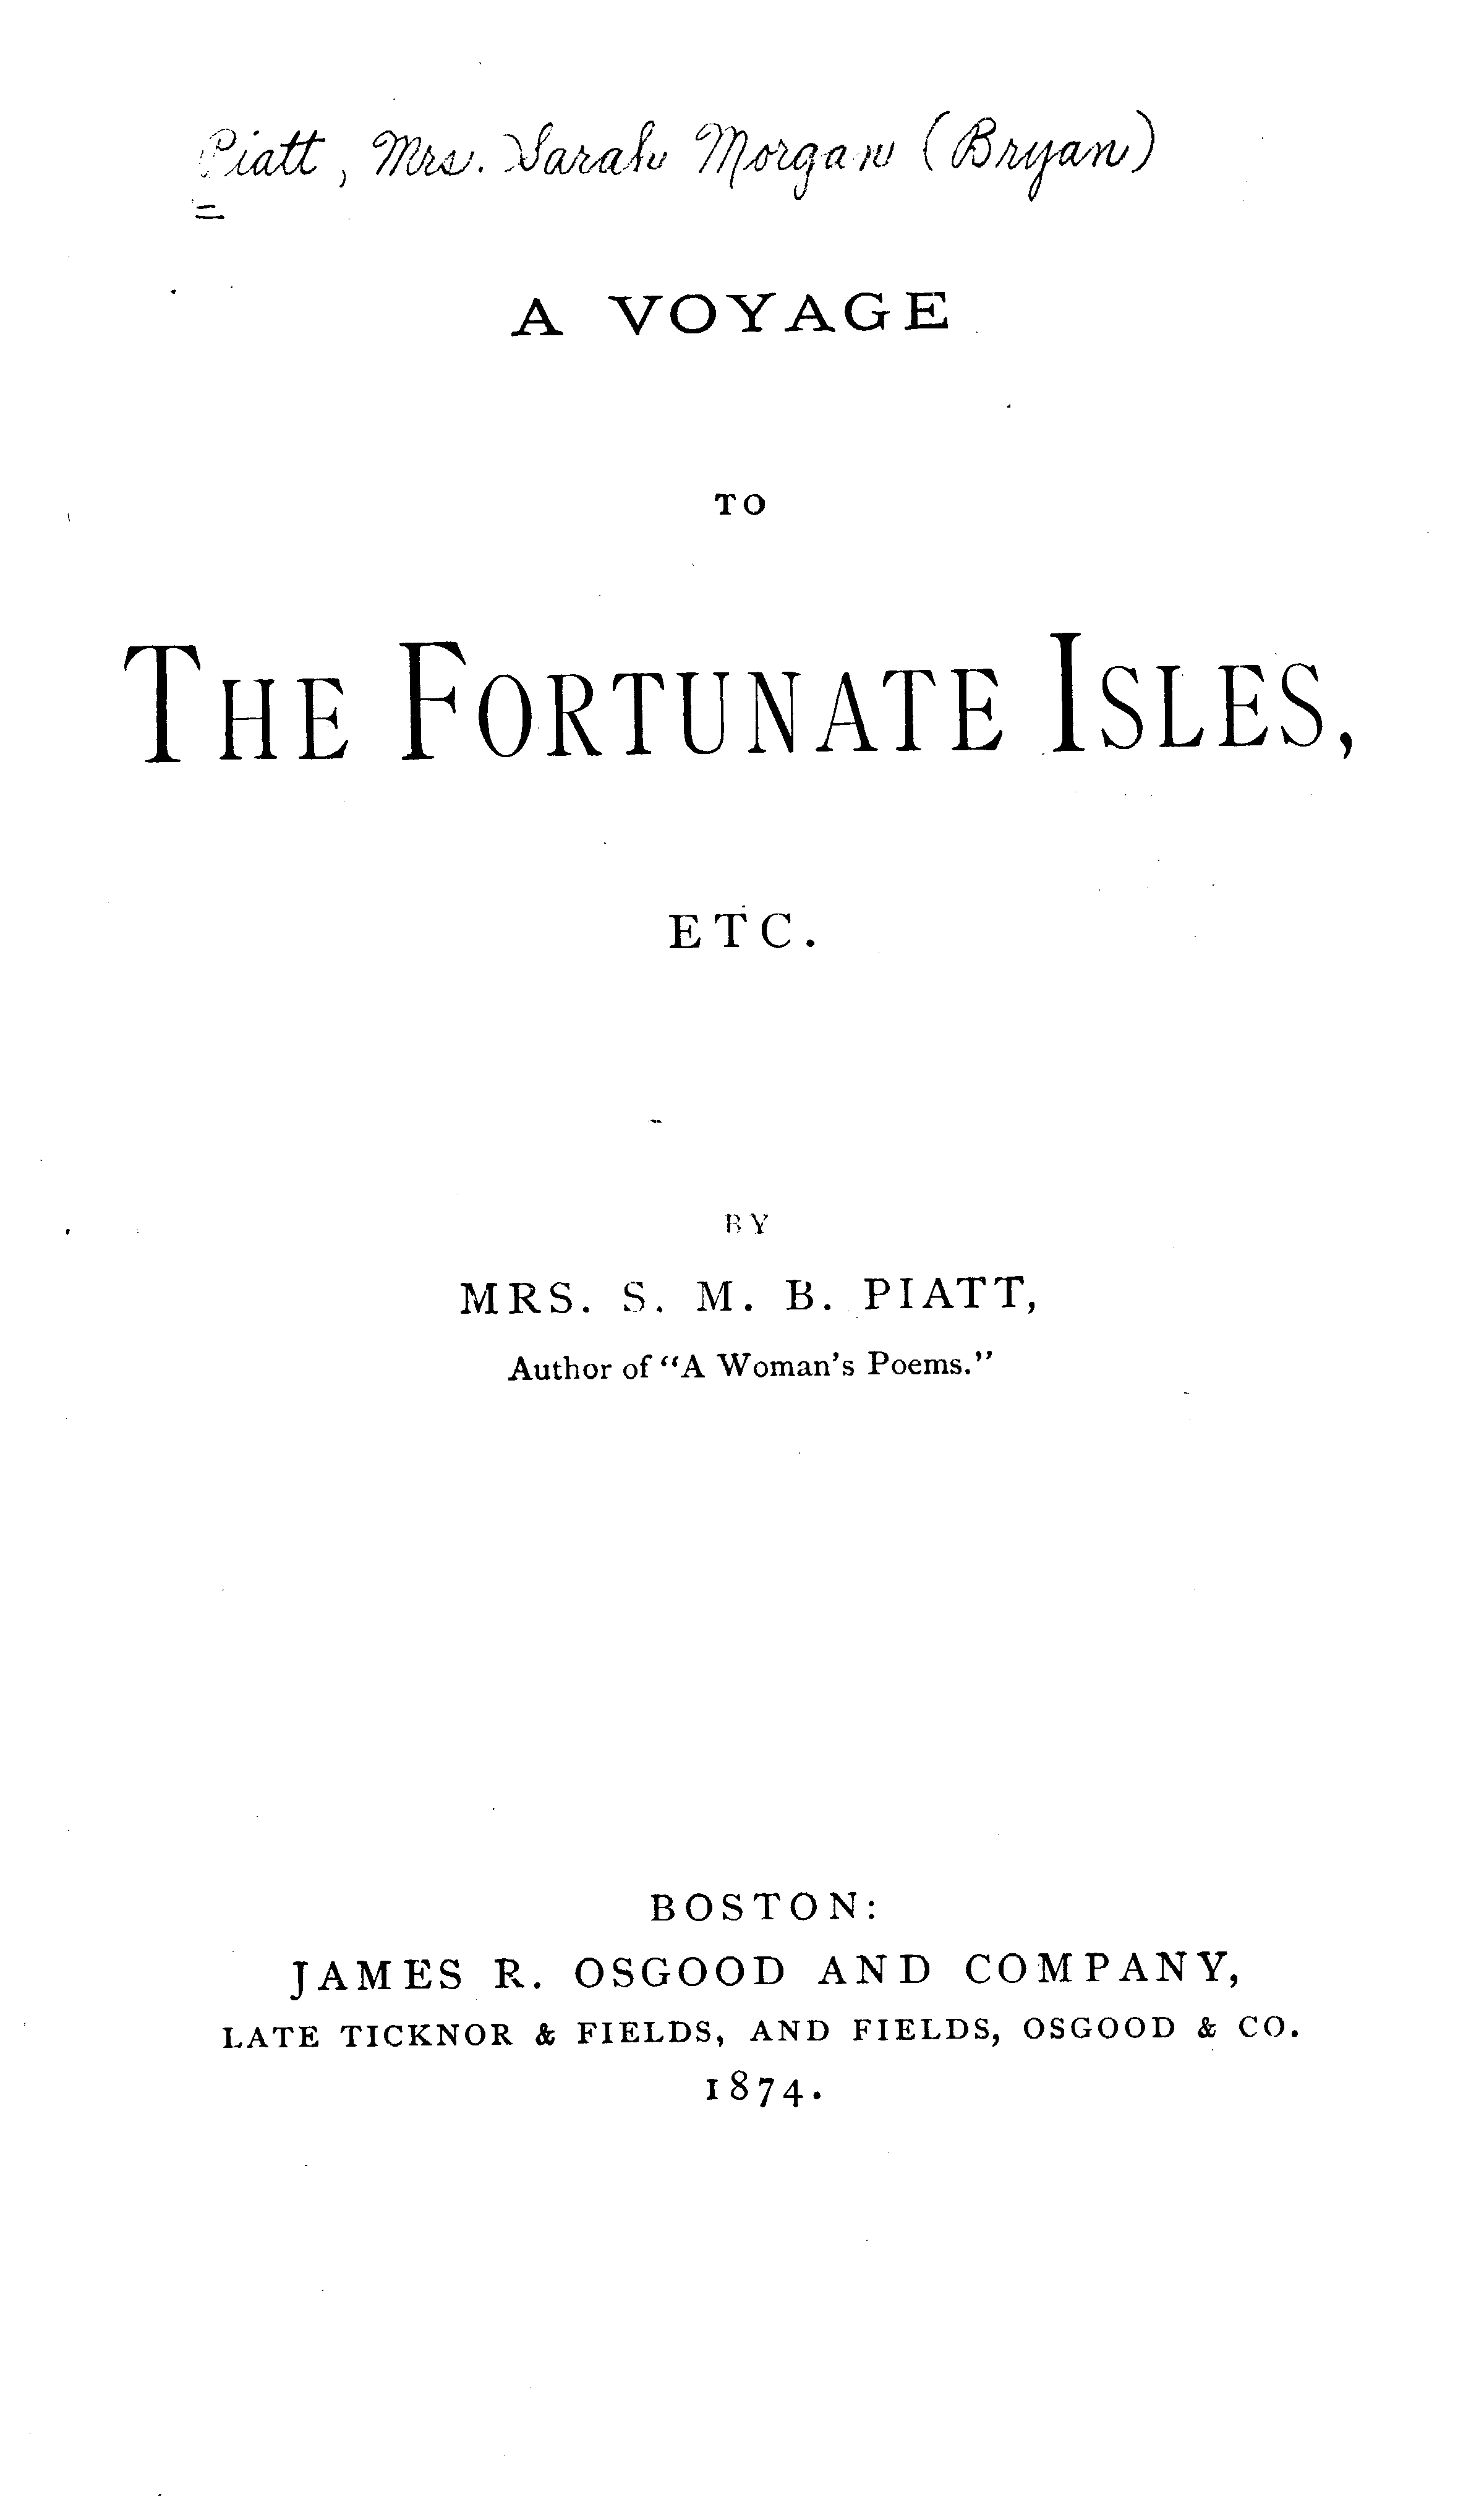 Piatt, Mrs. Sarah Morgan (Bryan)
A VOYAGE
TO
THE FORTUNATE ISLES,
ETC.
BY
MRS. S. M. B. PIATT,
Author of "A Woman's Poems."
BOSTON:
JAMES R. OSGOOD AND COMPANY,
LATE TICKNOR & FIELDS, AND FIELDS, OSGOOD & CO.
1874.